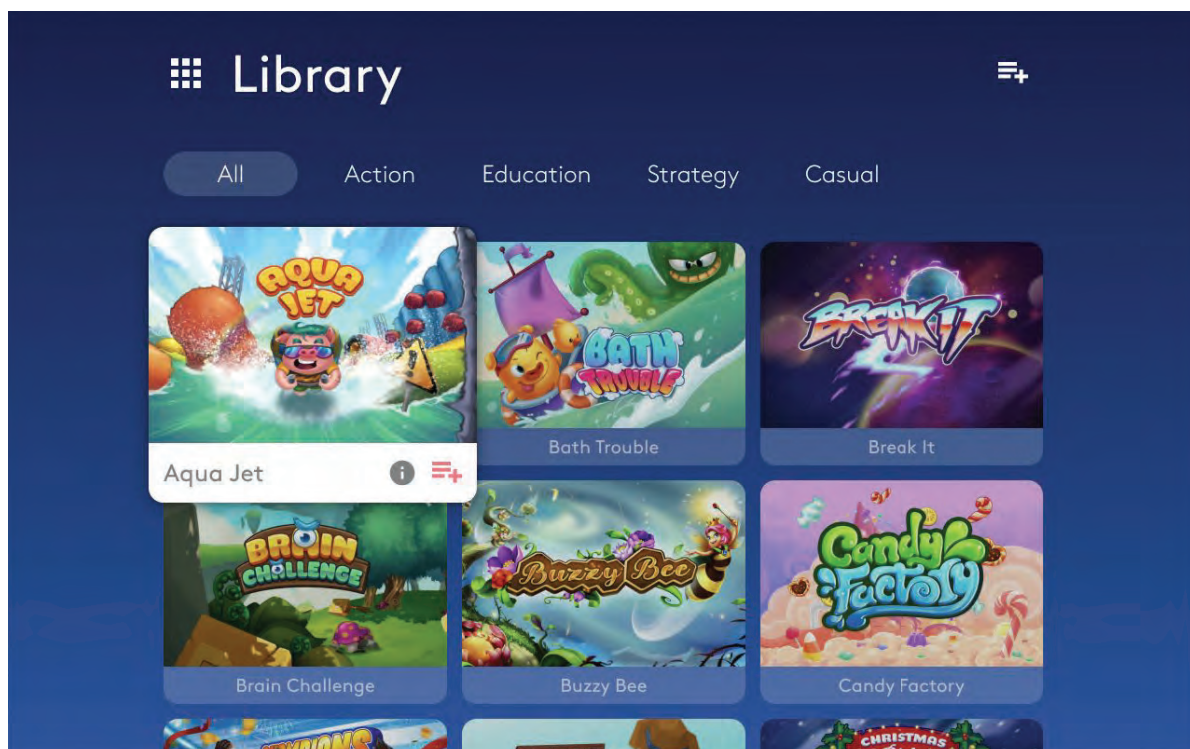 Library
All Action Education Strategy Casual
AQUA
JET
BATH
TROUBLE
BREAK IT
Bath Trouble
Break It
Aqua Jet
BRAIN
CHALLENGE
Buzzy Bee
Candy
Factory
Brain Challenge
Buzzy Bee
Candy Factory
CHAMPIONS
CHRISTMAS